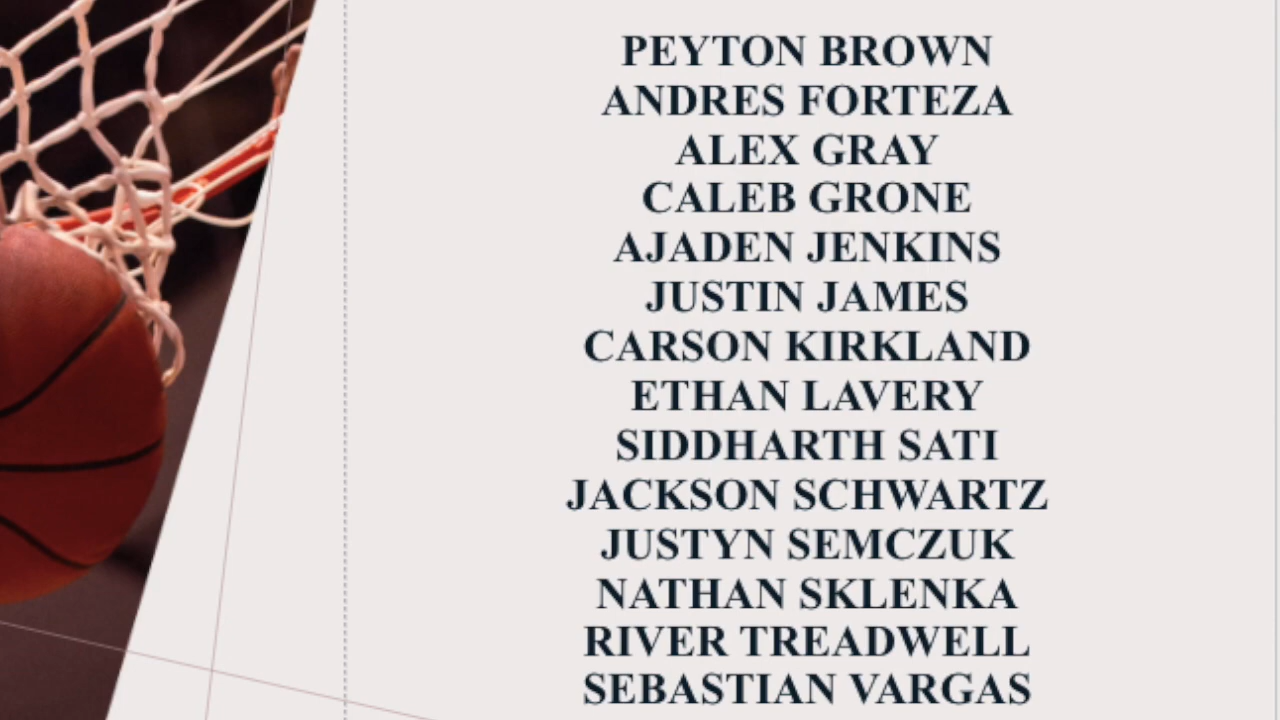 PEYTON BROWN
ANDRES FORTEZA
ALEX GRAY
CALEB GRONE
AJADEN JENKINS
JUSTIN JAMES
CARSON KIRKLAND
ETHAN LAVERY
SIDDHARTH SATI
JACKSON SCHWARTZ
JUSTYN SEMCZUK
NATHAN SKLENKA
RIVER TREADWELL
SEBASTIAN VARGAS